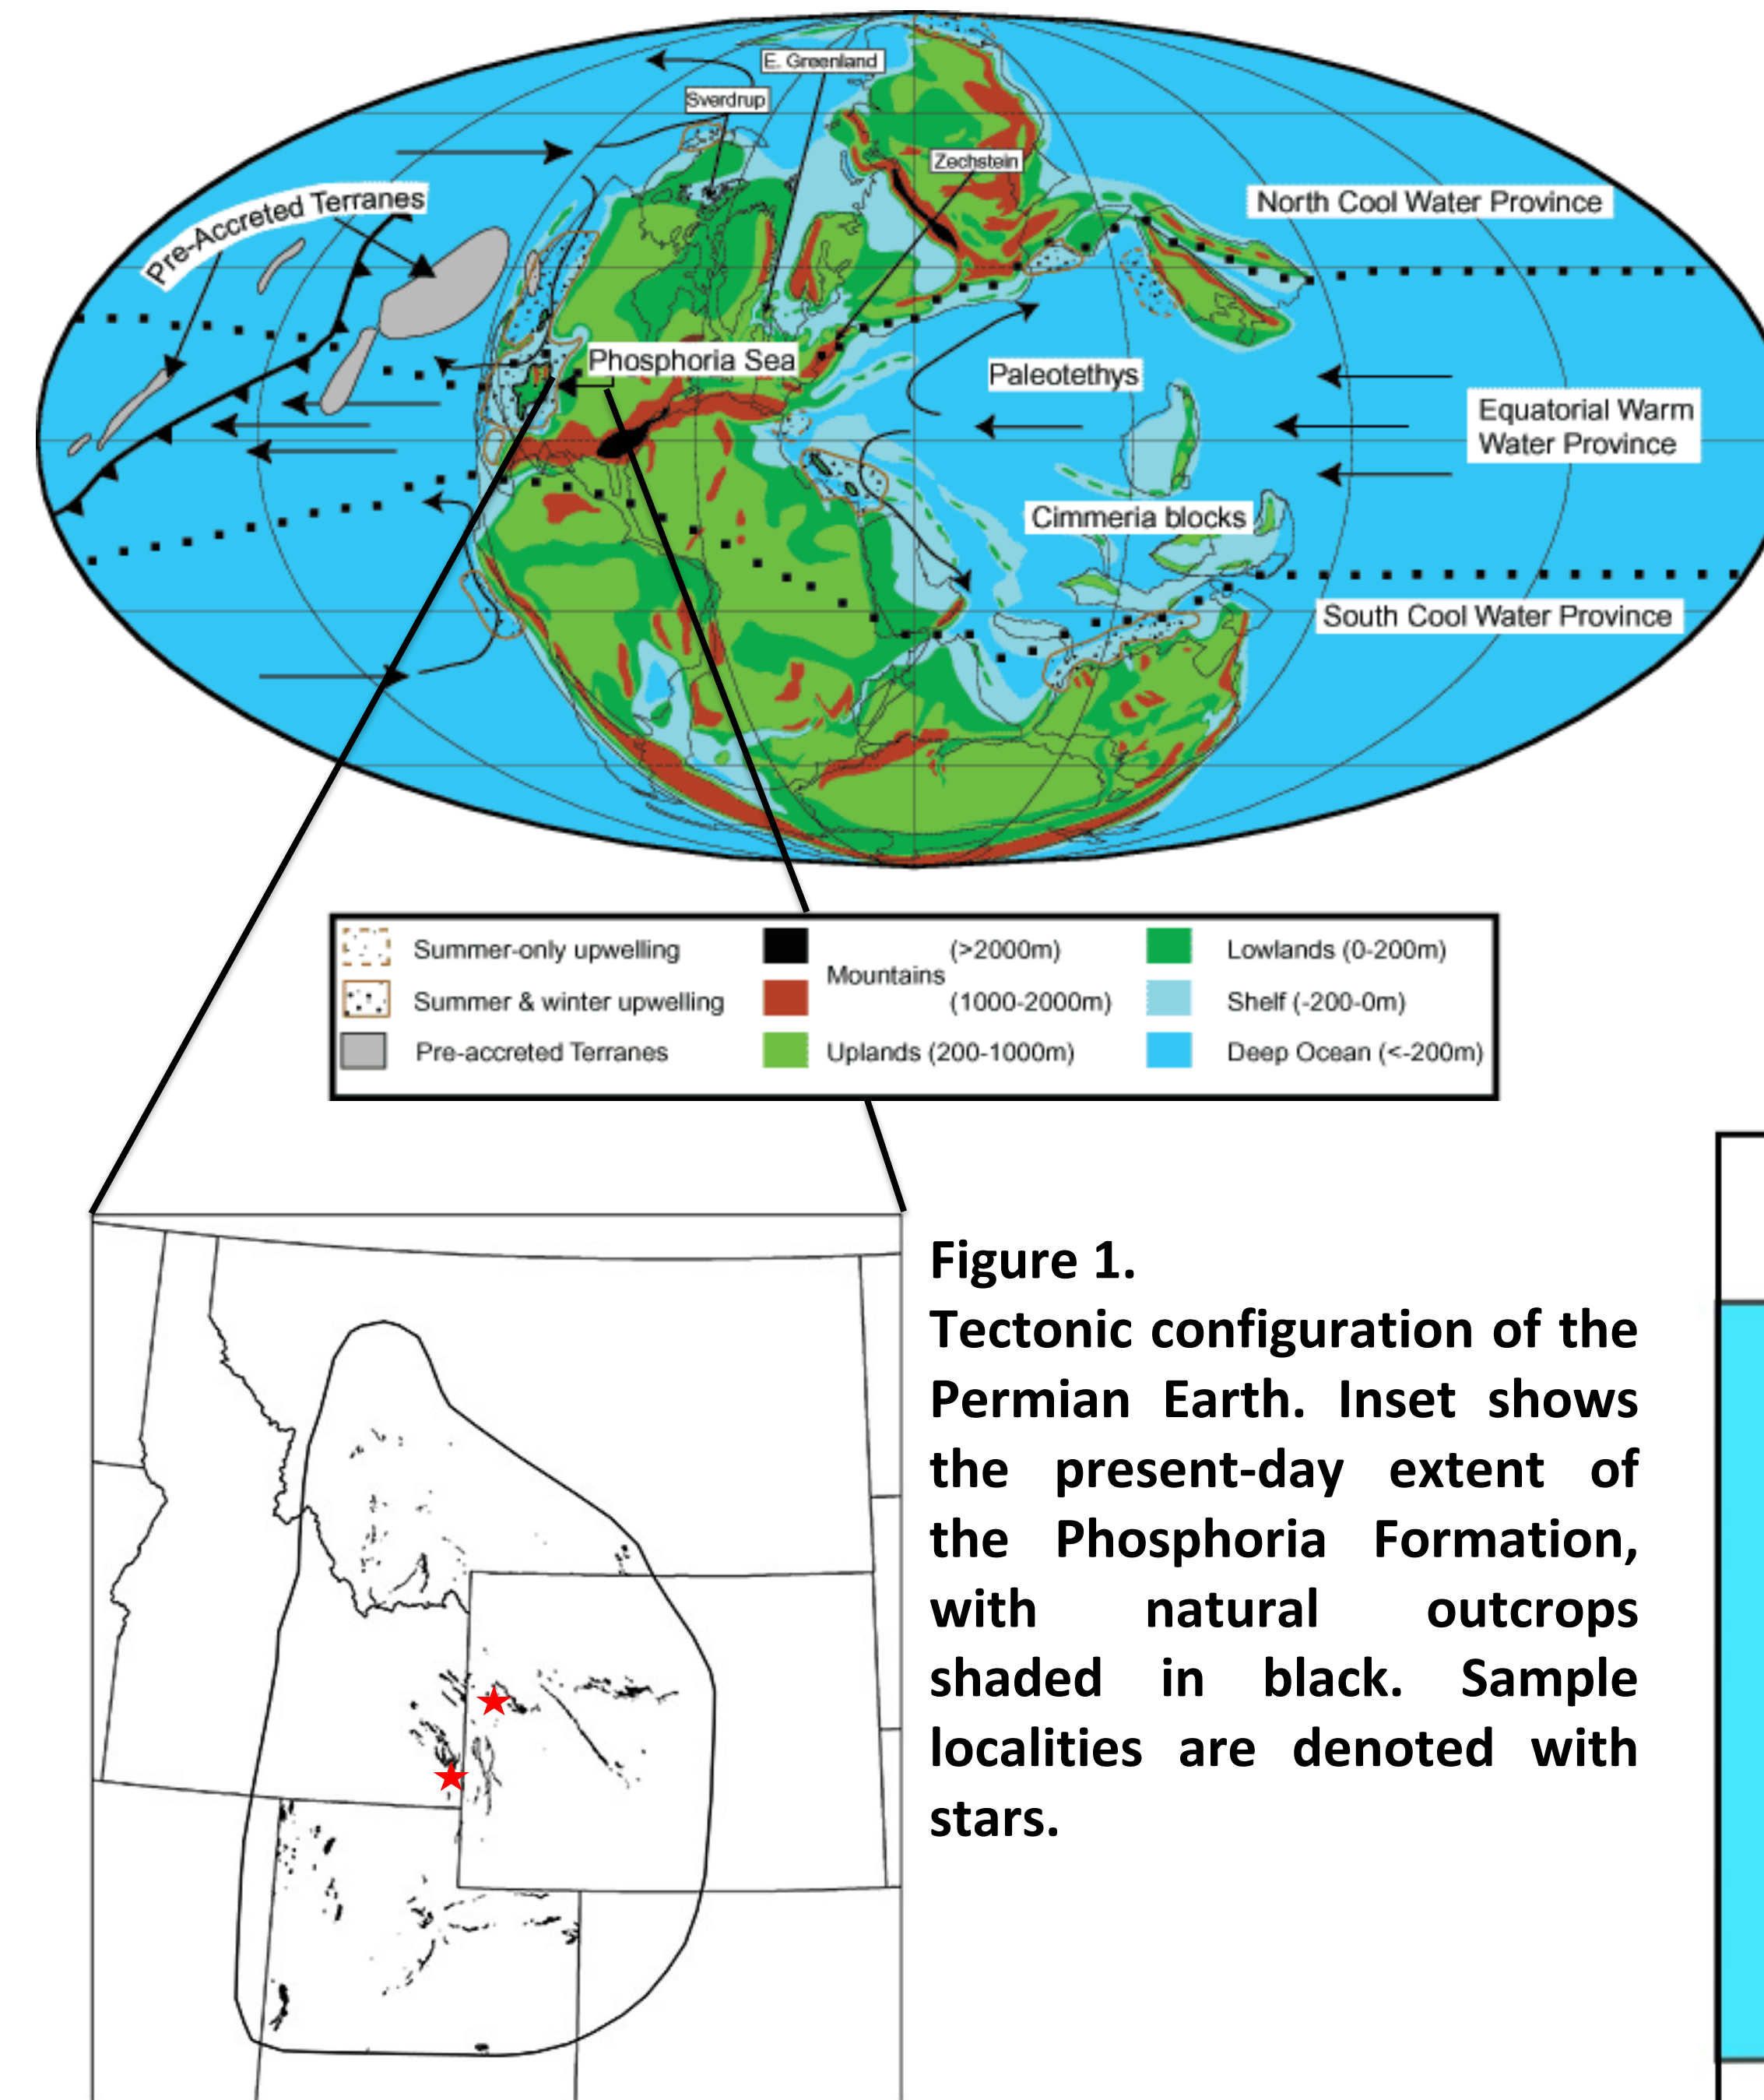 E. Greenland
Sverdrup
Zechstein
Pre-Accreted Terranes
North Cool Water Province
Phosphoria Sea
Paleotethys
Equatorial Warm
Water Province
Cimmeria blocks
South Cool Water Province
Summer-only upwelling
Summer & winter upwelling
Pre-accreted Terranes
Mountains
(>2000m)
(1000-2000m)
Uplands (200-1000m)
Lowlands (0-200m)
Shelf (-200-0m)
Deep Ocean (<-200m)
Figure 1.
Tectonic configuration of the
Permian Earth. Inset shows
the present-day extent of
the Phosphoria Formation,
with natural outcrops
shaded in black. Sample
localities are denoted with
stars.